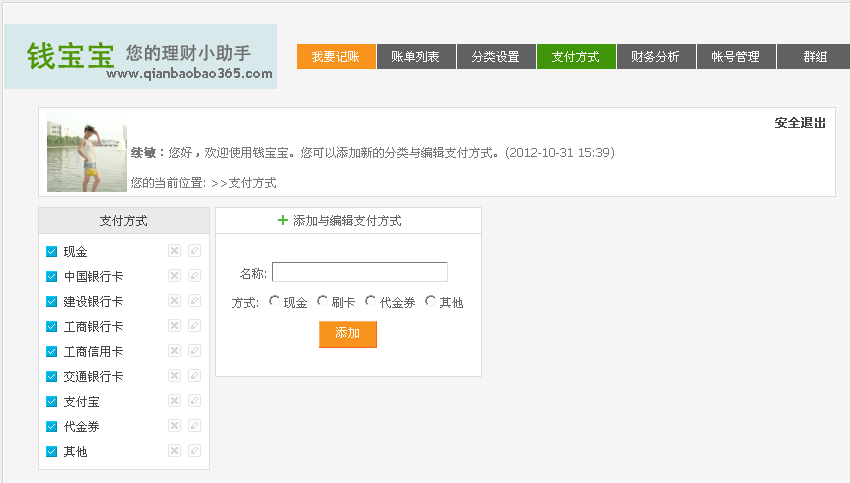 钱宝宝 您的理财小助手
www.qianbaobao365.com
我要记账 账单列表 分类设置 支付方式 财务分析 帐号管理 群组
安全退出
续敏：您好，欢迎使用钱宝宝。您可以添加新的分类与编辑支付方式。(2012-10-31 15:39)
您的当前位置: >>支付方式
支付方式
现金
中国银行卡
建设银行卡
工商银行卡
工商信用卡
交通银行卡
支付宝
代金券
其他
添加与编辑支付方式
名称:
方式: 现金 刷卡 代金券 其他
添加